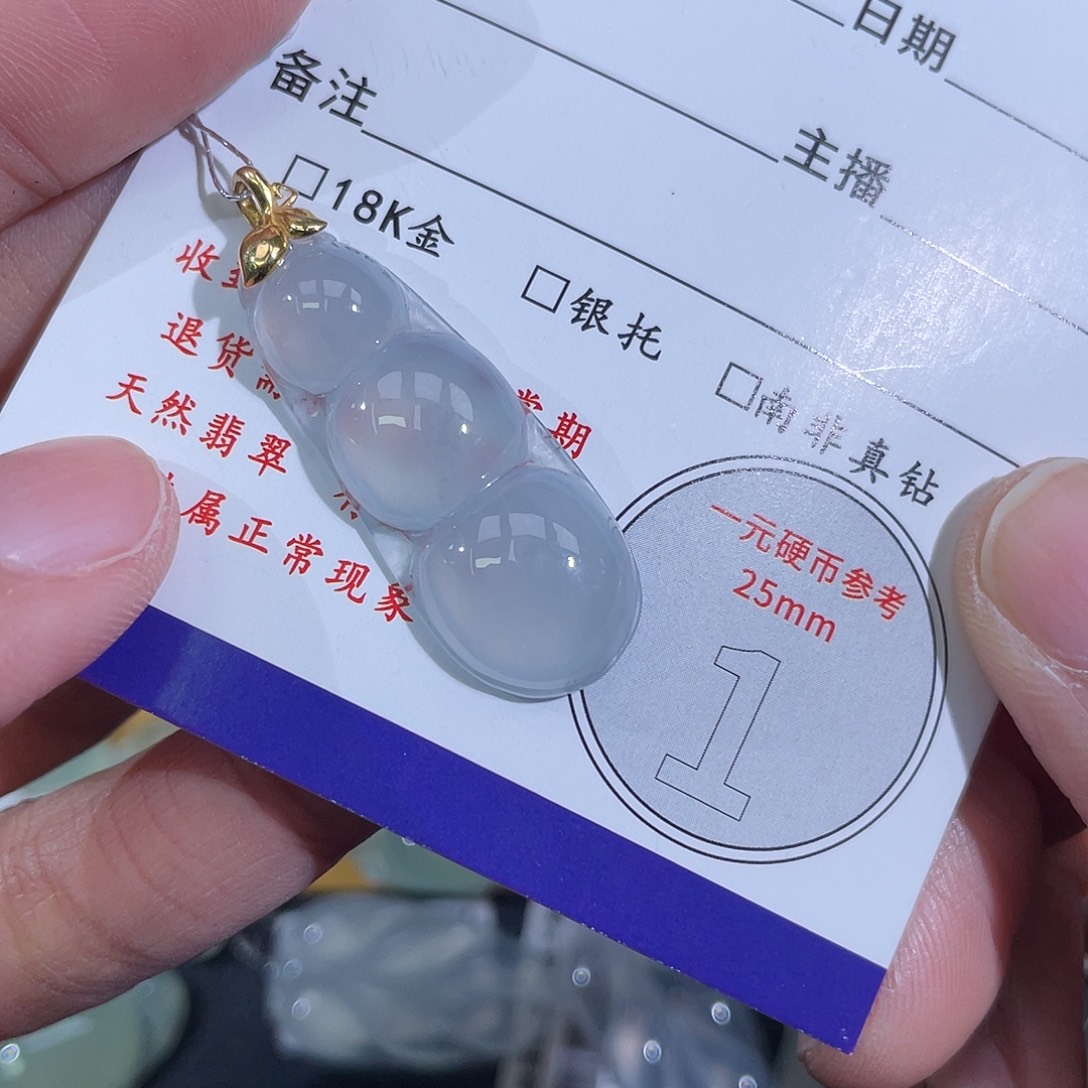 日期
备注
主播
□18K金
□银托
□南非真钻
收
退货 期
天然翡翠
属正常现象
一元硬币参考
25mm
1